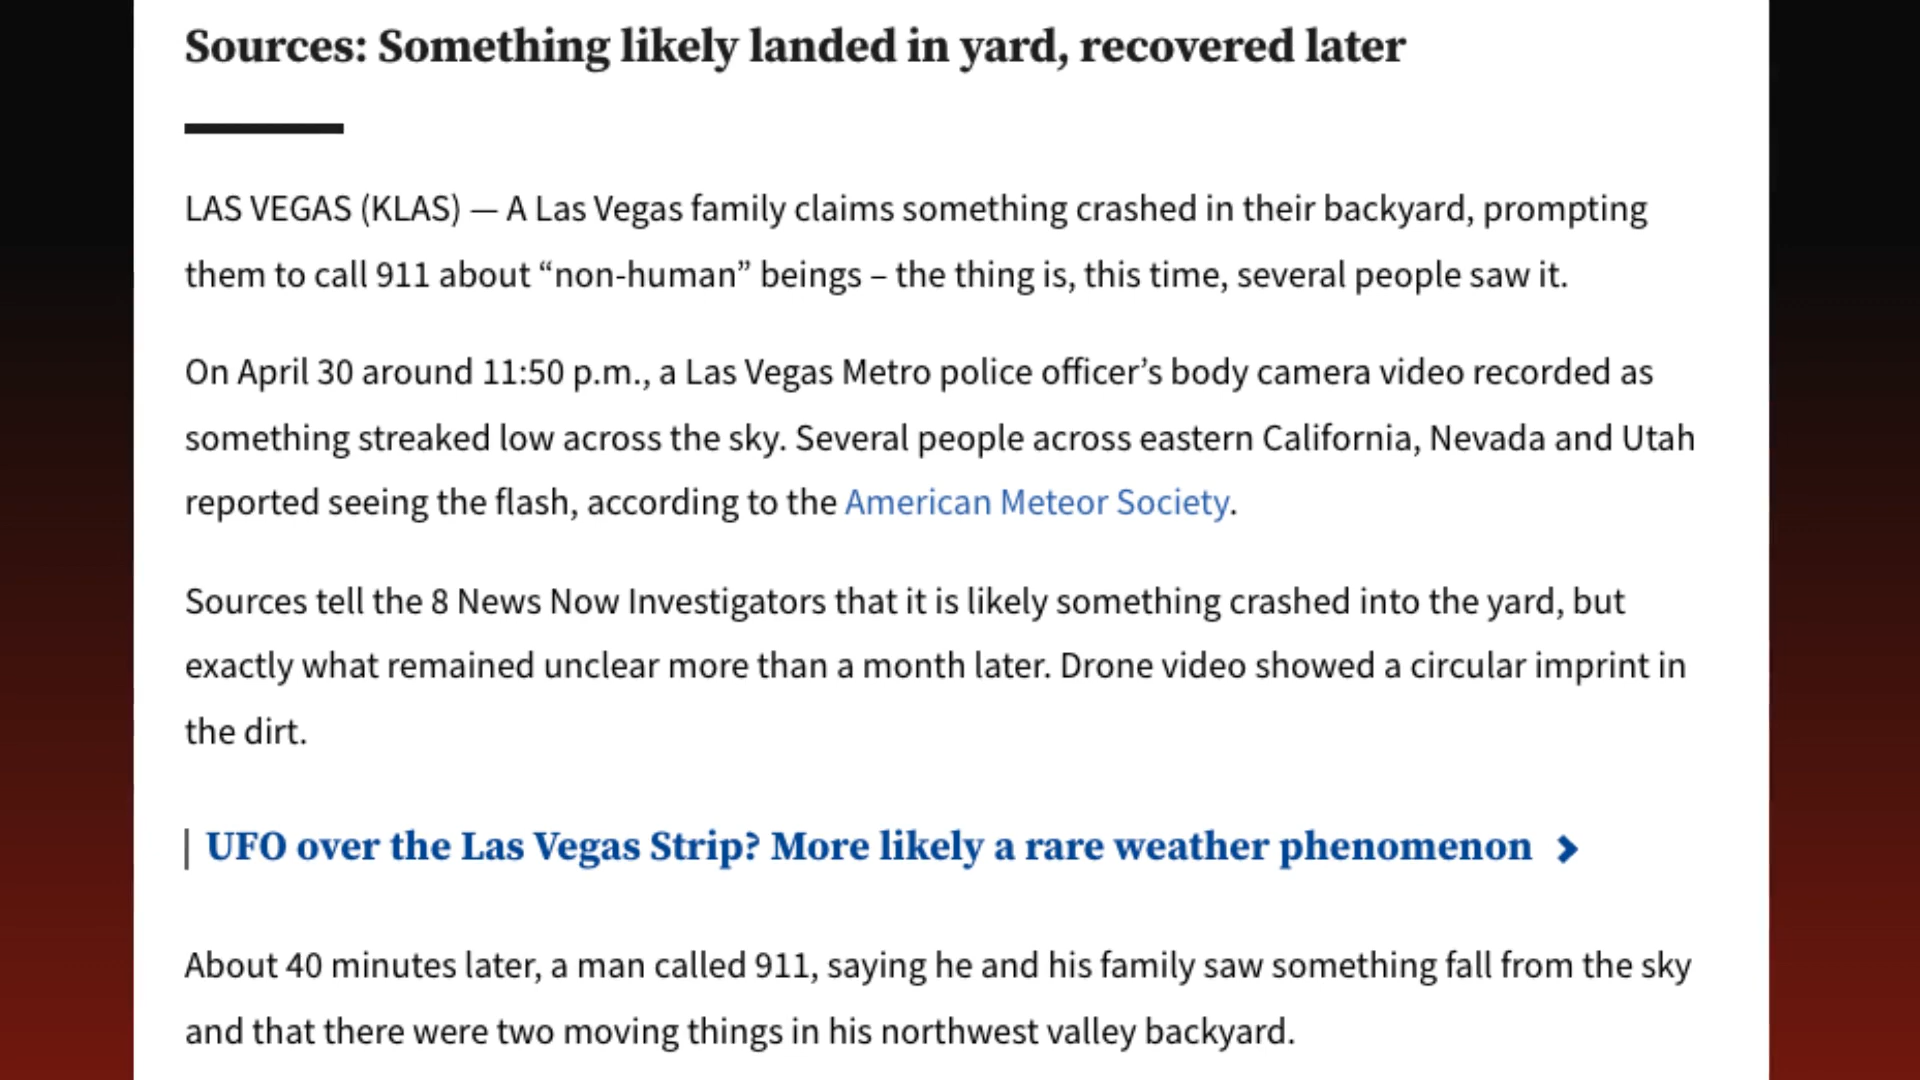 Sources: Something likely landed in yard, recovered later
LAS VEGAS (KLAS) — A Las Vegas family claims something crashed in their backyard, prompting
them to call 911 about “non-human” beings – the thing is, this time, several people saw it.
On April 30 around 11:50 p.m., a Las Vegas Metro police officer’s body camera video recorded as
something streaked low across the sky. Several people across eastern California, Nevada and Utah
reported seeing the flash, according to the American Meteor Society.
Sources tell the 8 News Now Investigators that it is likely something crashed into the yard, but
exactly what remained unclear more than a month later. Drone video showed a circular imprint in
the dirt.
UFO over the Las Vegas Strip? More likely a rare weather phenomenon
About 40 minutes later, a man called 911, saying he and his family saw something fall from the sky
and that there were two moving things in his northwest valley backyard.